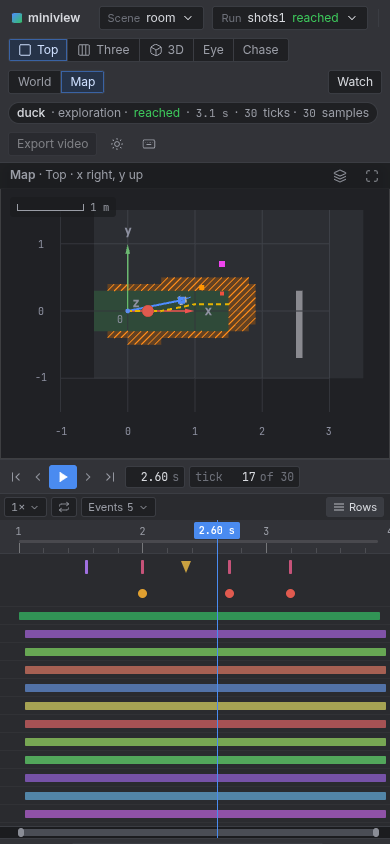 miniview Scene room Run shots1 reached
Top Three 3D Eye Chase
World Map Watch
duck · exploration · reached · 3.1 s · 30 ticks · 30 samples
Export video
Map · Top · x right, y up
1 m
y
1
z
0
x
0
-1
-1 0 1 2 3
2.60 s tick 17 of 30
1× Events 5 Rows
1 2 2.60 s 3 4